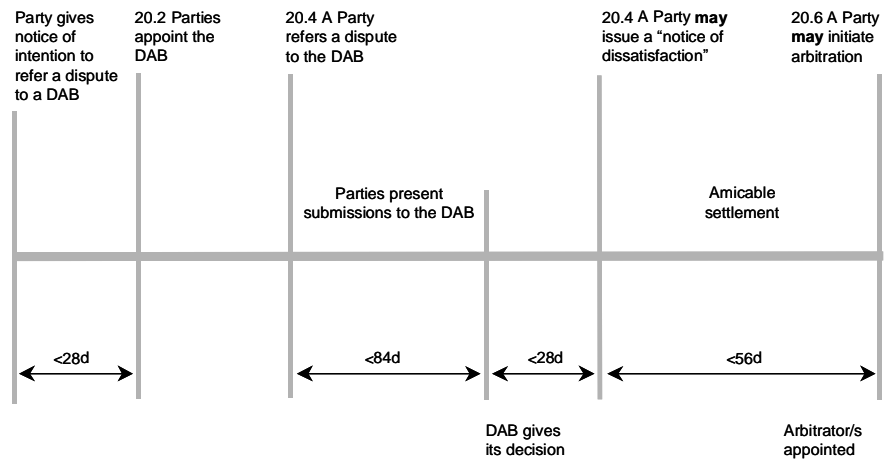 Party gives
notice of
intention to
refer a dispute
to a DAB
20.2 Parties
appoint the
DAB
20.4 A Party
refers a dispute
to the DAB
20.4 A Party may
issue a “notice of
dissatisfaction”
20.6 A Party
may initiate
arbitration
Parties present
submissions to the DAB
Amicable
settlement
<28d
<84d
<28d
<56d
DAB gives
its decision
Arbitrator/s
appointed